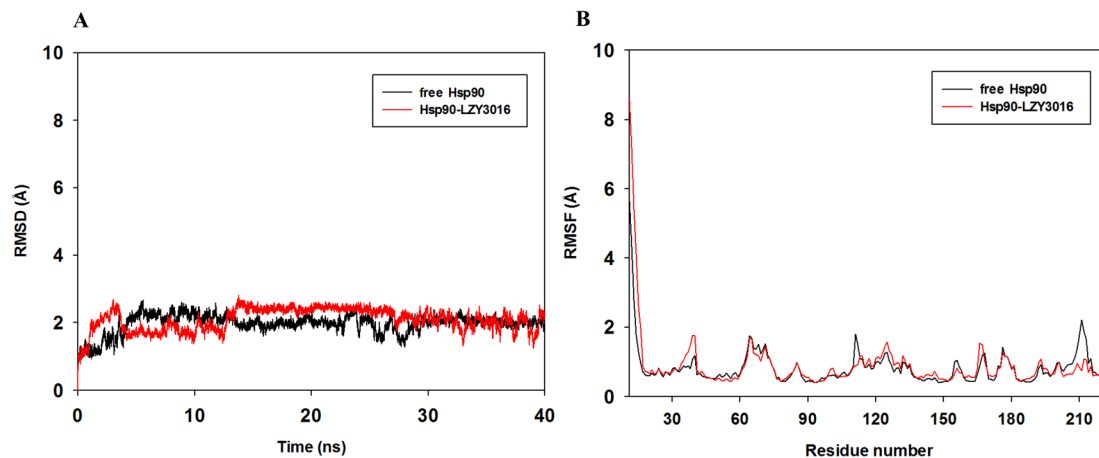 A
10
8
6
4
2
0
RMSD (Å)
free Hsp90
Hsp90-LZY3016
0
10
20
30
40
Time (ns)
B
10
8
6
4
2
0
RMSF (Å)
free Hsp90
Hsp90-LZY3016
30
60
90
120
150
180
210
Residue number